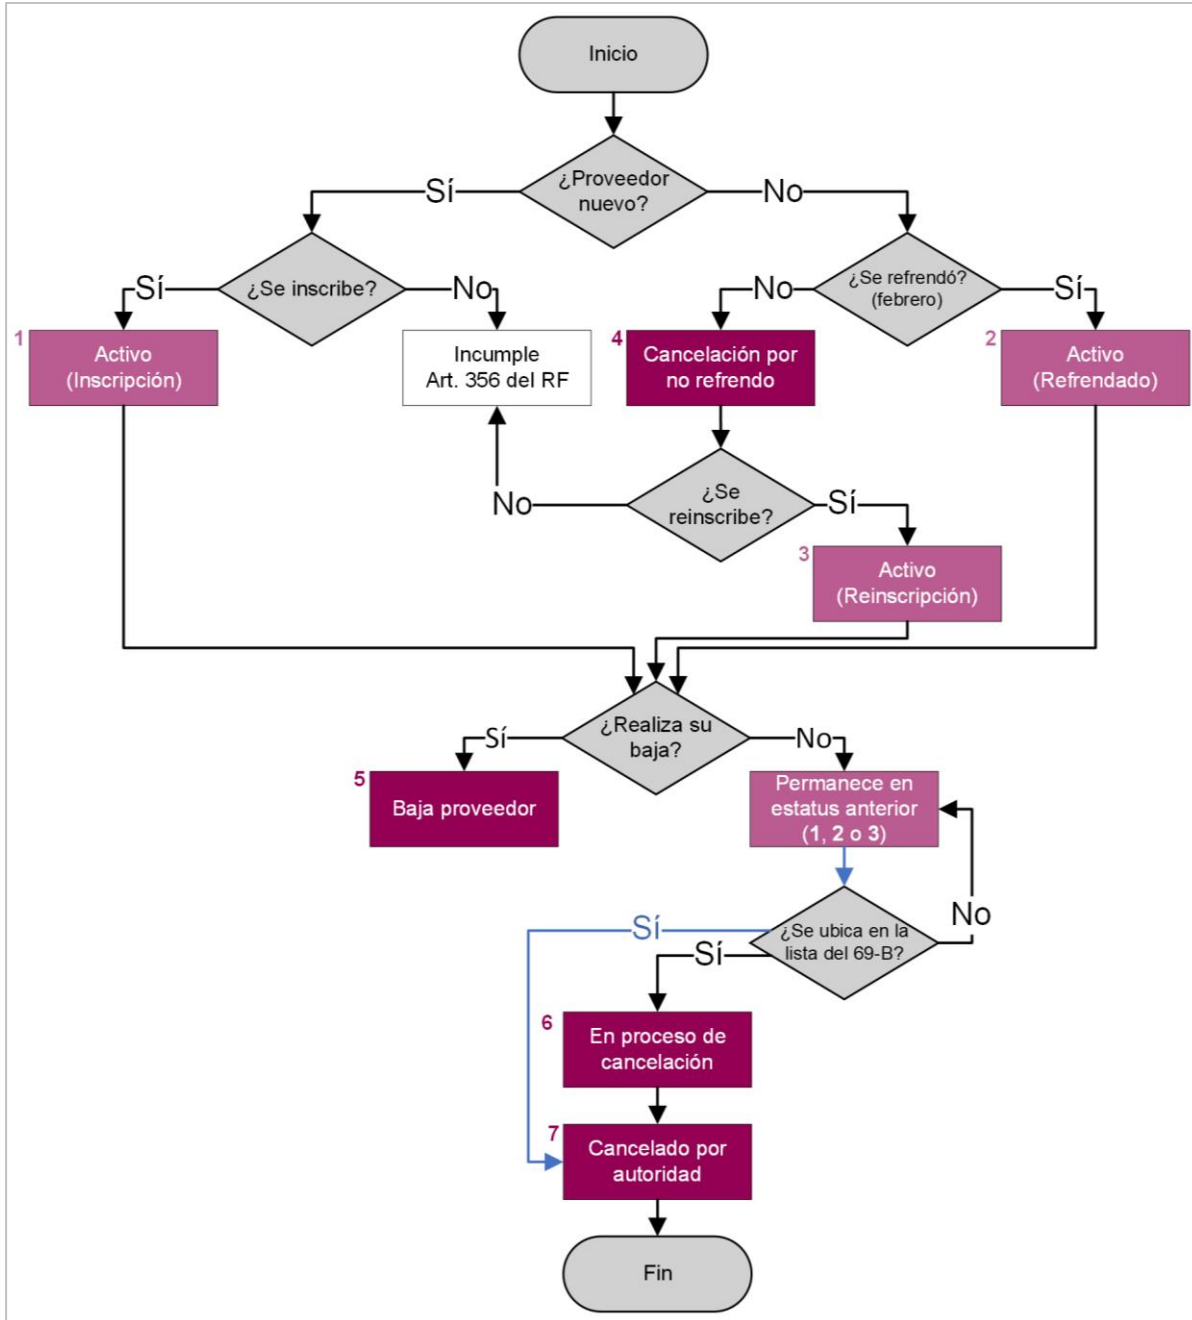 Inicio
¿Proveedor
nuevo?
Sí
No
¿Se inscribe?
¿Se refrendó?
(febrero)
Sí
No
No
Sí
1
Activo
(Inscripción)
Incumple
Art. 356 del RF
4
Cancelación por
no refrendo
2
Activo
(Refrendado)
¿Se
reinscribe?
No
Sí
3
Activo
(Reinscripción)
¿Realiza su
baja?
Sí
No
5
Baja proveedor
Permanece en
estatus anterior
(1, 2 o 3)
¿Se ubica en la
lista del 69-B?
No
Sí
Sí
6
En proceso de
cancelación
7
Cancelado por
autoridad
Fin